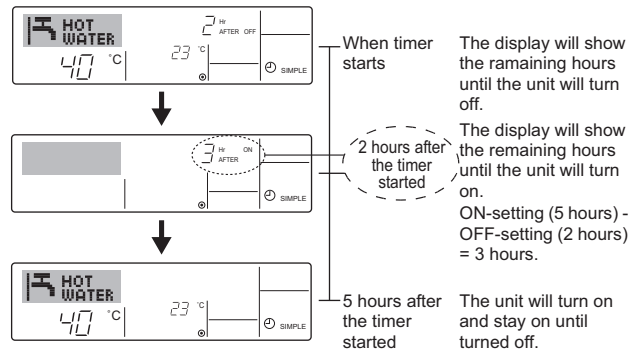 HOT
WATER
40 °C
2 Hr
AFTER OFF
23 °C
SIMPLE
When timer
starts
The display will show
the ramaining hours
until the unit will turn
off.
3 Hr ON
AFTER
SIMPLE
2 hours after
the timer
started
The display will show
the remaining hours
until the unit will turn
on.
ON-setting (5 hours) -
OFF-setting (2 hours)
= 3 hours.
HOT
WATER
40 °C
23 °C
SIMPLE
5 hours after
the timer
started
The unit will turn on
and stay on until
turned off.